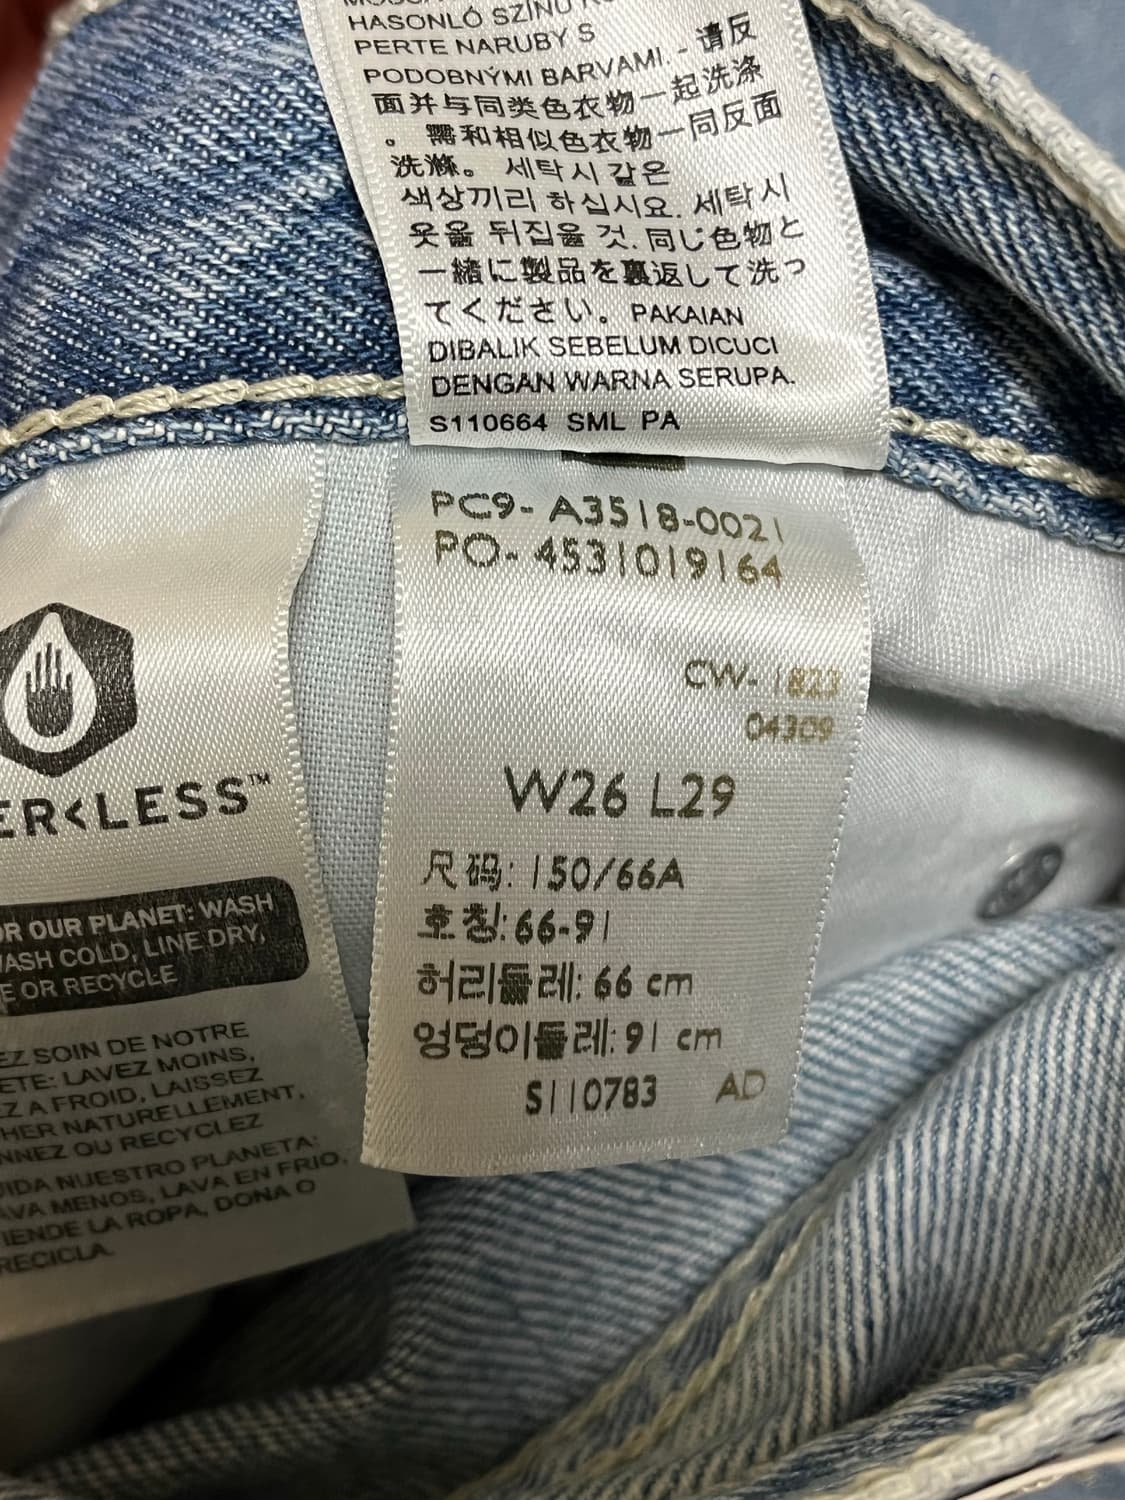 HASONLÓ SZÍNŰ
PERTE NARUBY S
PODOBNÝMI BARVAMI. - 请反
面并与同类色衣物一起洗涤
。需和相似色衣物一同反面
洗滌。 세탁시 같은
색상끼리 하십시요. 세탁시
옷을 뒤집을 것. 同じ色物と
一緒に製品を裏返して洗っ
てください。 PAKAIAN
DIBALIK SEBELUM DICUCI
DENGAN WARNA SERUPA.
S110664 SML PA
PC9- A3518-0021
PO- 4531019164
CW- 1823
04309
W26 L29
尺码: 150/66A
호칭: 66-91
허리둘레: 66 cm
엉덩이둘레: 91 cm
S110783 AD
ER<LESS™
OR OUR PLANET: WASH
WASH COLD, LINE DRY,
E OR RECYCLE
EZ SOIN DE NOTRE
ETE: LAVEZ MOINS,
EZ A FROID, LAISSEZ
HER NATURELLEMENT,
NNEZ OU RECYCLEZ
UIDA NUESTRO PLANETA:
AVA MENOS, LAVA EN FRIO,
TIENDE LA ROPA, DONA O
RECICLA.